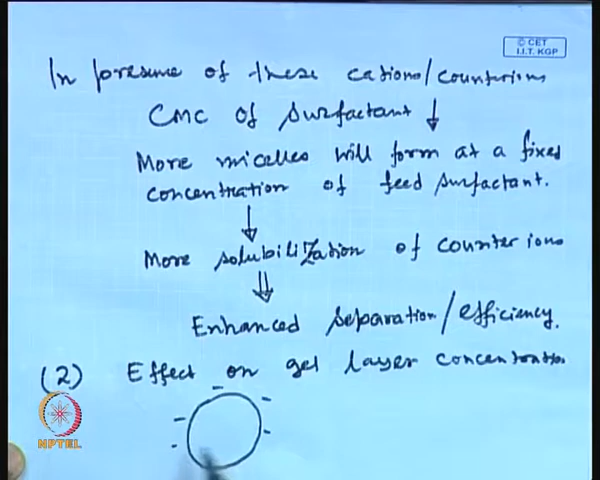 © CET
I.I.T. KGP
In presence of these cations/counterions
CMC of surfactant ↓
More micelles will form at a fixed
concentration of feed surfactant.
More solubilization of counter ions
Enhanced separation/efficiency.
(2) Effect on gel layer concentration
NPTEL